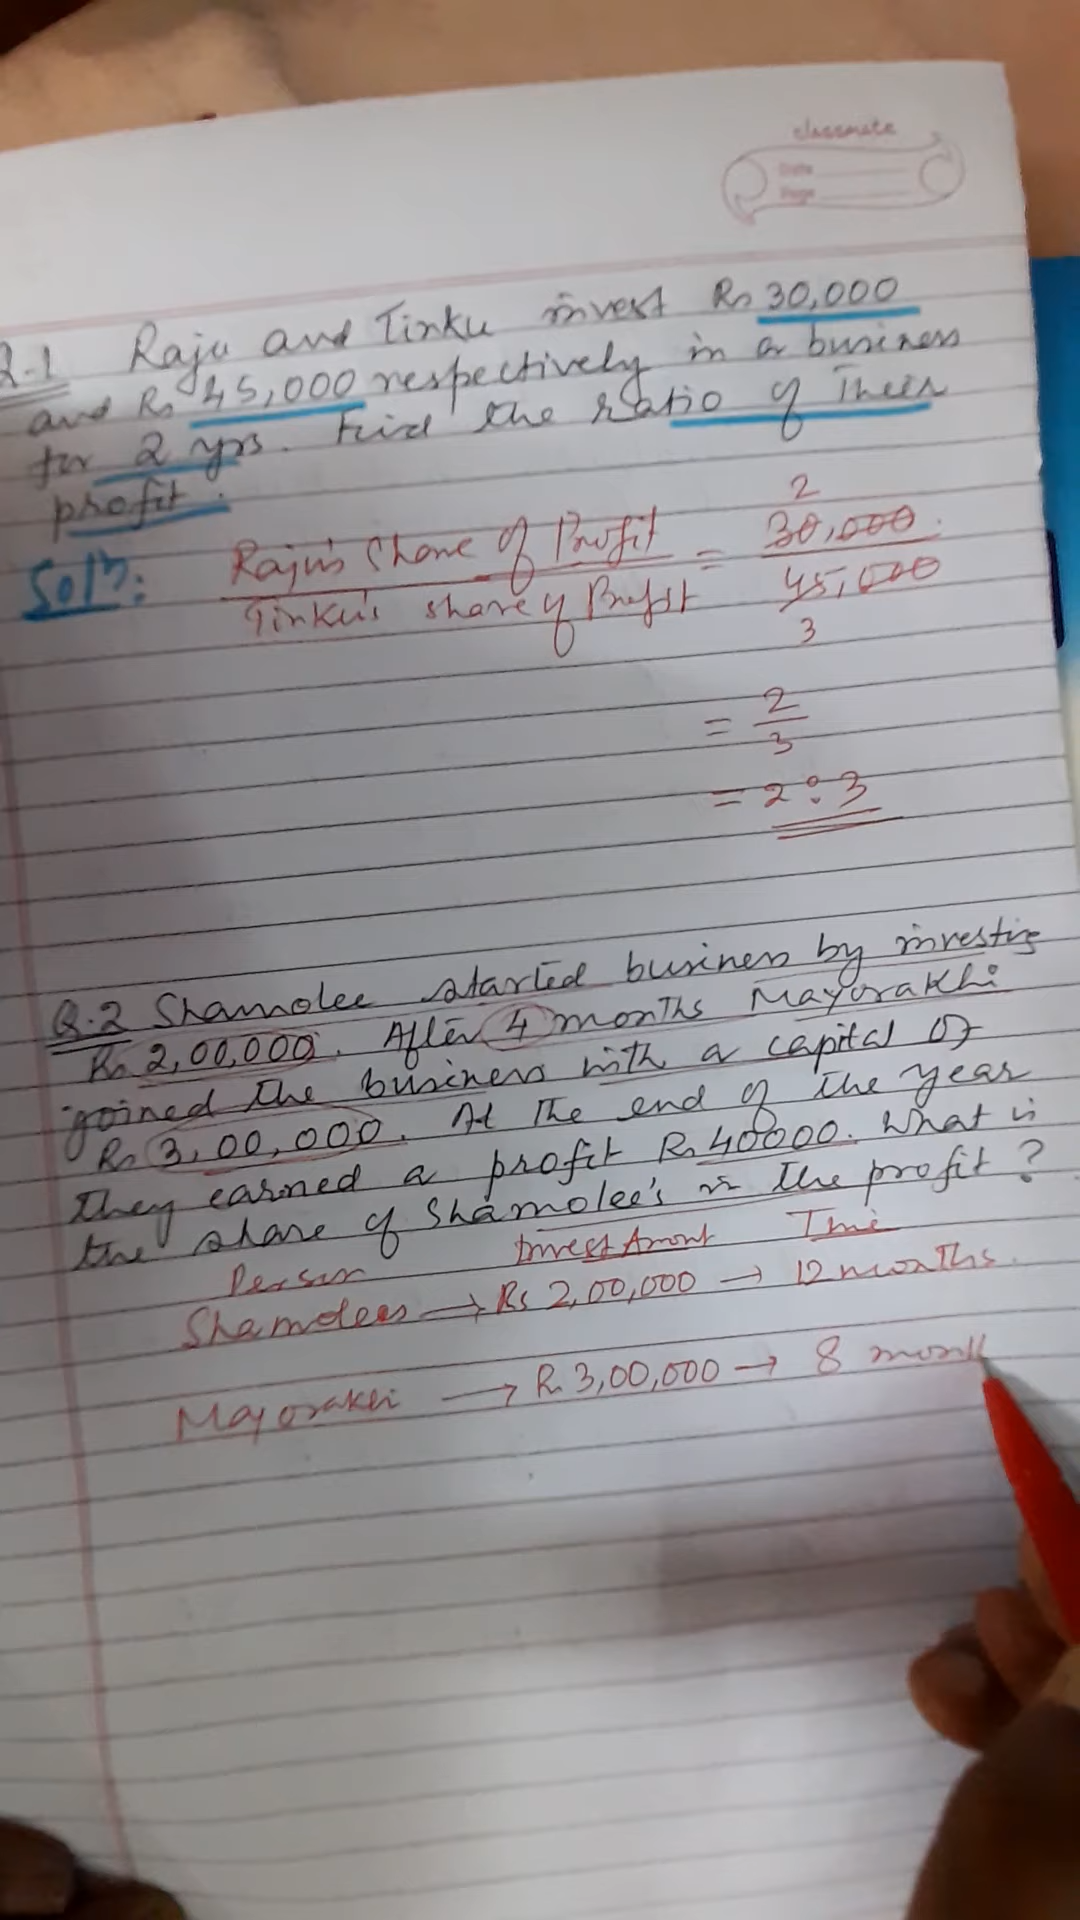 classmate
Date
Page
Q.1 Raju and Tinku invest Rs 30,000
and Rs 45,000 respectively in a business
for 2 yrs. Find the ratio of Their
profit.
Soln:
Raju's Share of Profit = 2 30,000
Tinku's share of Profit 45,000
3
= 2
3
= 2:3
Q.2 Shamolee started business by investing
Rs 2,00,000. After 4 months Mayorakhi
joined the business with a capital of
Rs 3,00,000. At the end of the year
they earned a profit Rs 40000. What is
the share of Shamolee's in the profit?
Person Invest Amont Time
Shamolees → Rs 2,00,000 → 12 months.
Mayorakhi → Rs 3,00,000 → 8 month